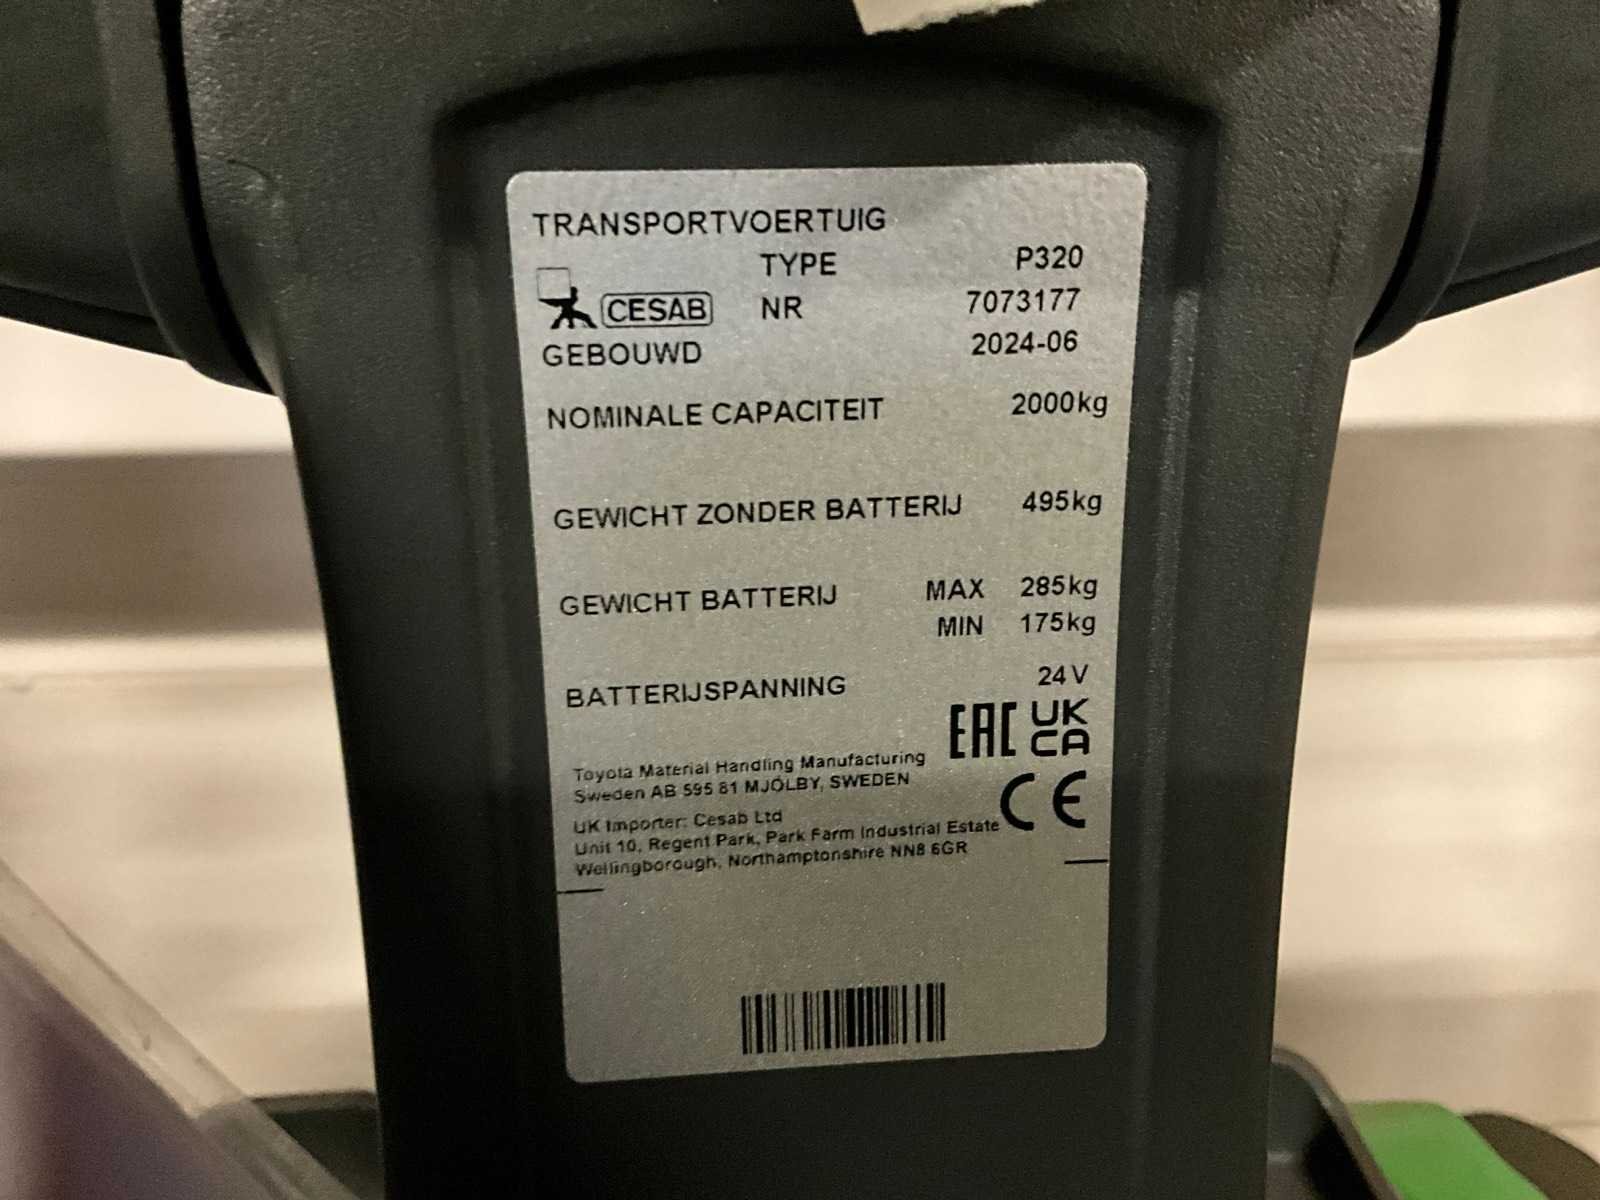 TRANSPORTVOERTUIG
TYPE P320
CESAB NR 7073177
GEBOUWD 2024-06
NOMINALE CAPACITEIT 2000kg
GEWICHT ZONDER BATTERIJ 495kg
GEWICHT BATTERIJ MAX 285kg
MIN 175kg
BATTERIJSPANNING 24V
EAC UK
CA
Toyota Material Handling Manufacturing
Sweden AB 595 81 MJÖLBY, SWEDEN
CE
UK Importer: Cesab Ltd
Unit 10, Regent Park, Park Farm Industrial Estate
Wellingborough, Northamptonshire NN8 6GR